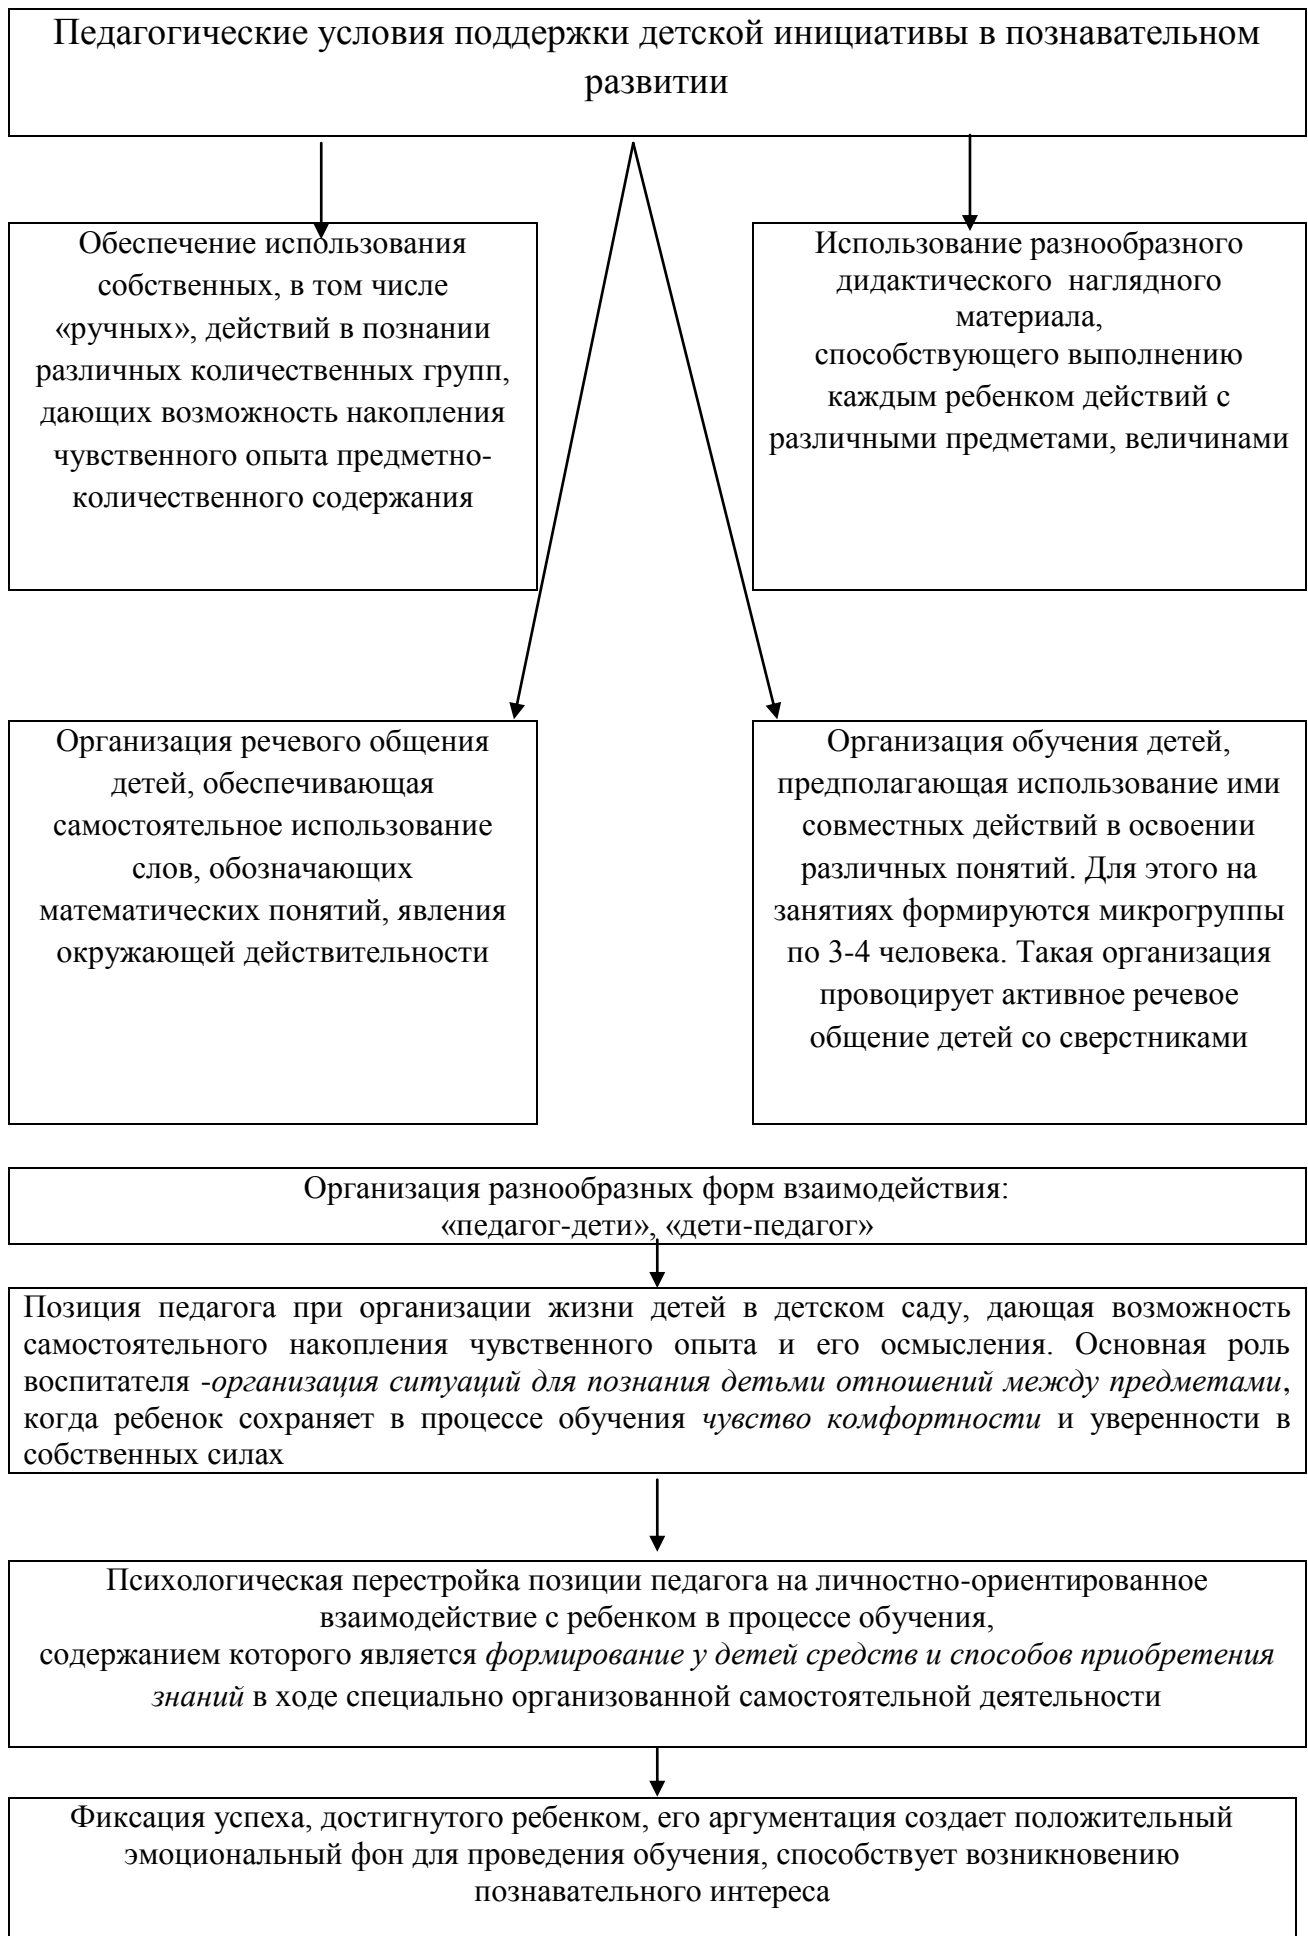 Педагогические условия поддержки детской инициативы в познавательном
развитии
Обеспечение использования
собственных, в том числе
«ручных», действий в познании
различных количественных групп,
дающих возможность накопления
чувственного опыта предметно-
количественного содержания
Использование разнообразного
дидактического наглядного
материала,
способствующего выполнению
каждым ребенком действий с
различными предметами, величинами
Организация речевого общения
детей, обеспечивающая
самостоятельное использование
слов, обозначающих
математических понятий, явления
окружающей действительности
Организация обучения детей,
предполагающая использование ими
совместных действий в освоении
различных понятий. Для этого на
занятиях формируются микрогруппы
по 3-4 человека. Такая организация
провоцирует активное речевое
общение детей со сверстниками
Организация разнообразных форм взаимодействия:
«педагог-дети», «дети-педагог»
Позиция педагога при организации жизни детей в детском саду, дающая возможность
самостоятельного накопления чувственного опыта и его осмысления. Основная роль
воспитателя -организация ситуаций для познания детьми отношений между предметами,
когда ребенок сохраняет в процессе обучения чувство комфортности и уверенности в
собственных силах
Психологическая перестройка позиции педагога на личностно-ориентированное
взаимодействие с ребенком в процессе обучения,
содержанием которого является формирование у детей средств и способов приобретения
знаний в ходе специально организованной самостоятельной деятельности
Фиксация успеха, достигнутого ребенком, его аргументация создает положительный
эмоциональный фон для проведения обучения, способствует возникновению
познавательного интереса